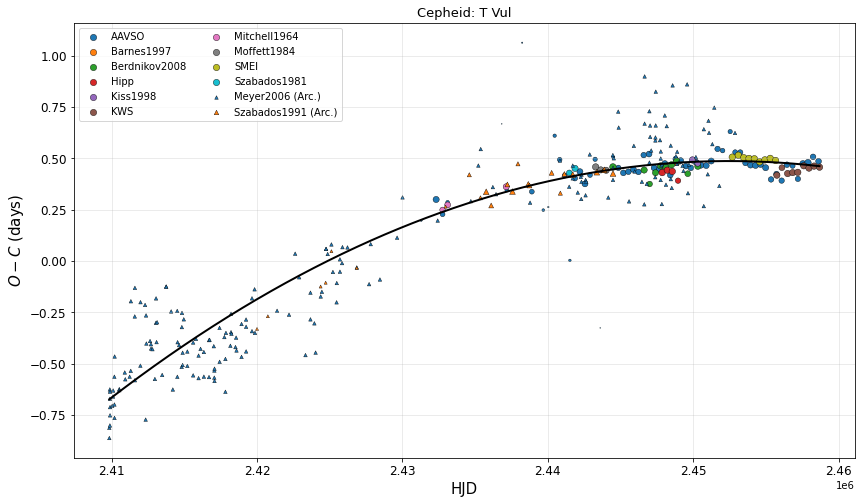 Cepheid: T Vul
AAVSO
Barnes1997
Berdnikov2008
Hipp
Kiss1998
KWS
Mitchell1964
Moffett1984
SMEI
Szabados1981
Meyer2006 (Arc.)
Szabados1991 (Arc.)
O − C (days)
1.00
0.75
0.50
0.25
0.00
−0.25
−0.50
−0.75
2.41
2.42
2.43
2.44
2.45
2.46
1e6
HJD